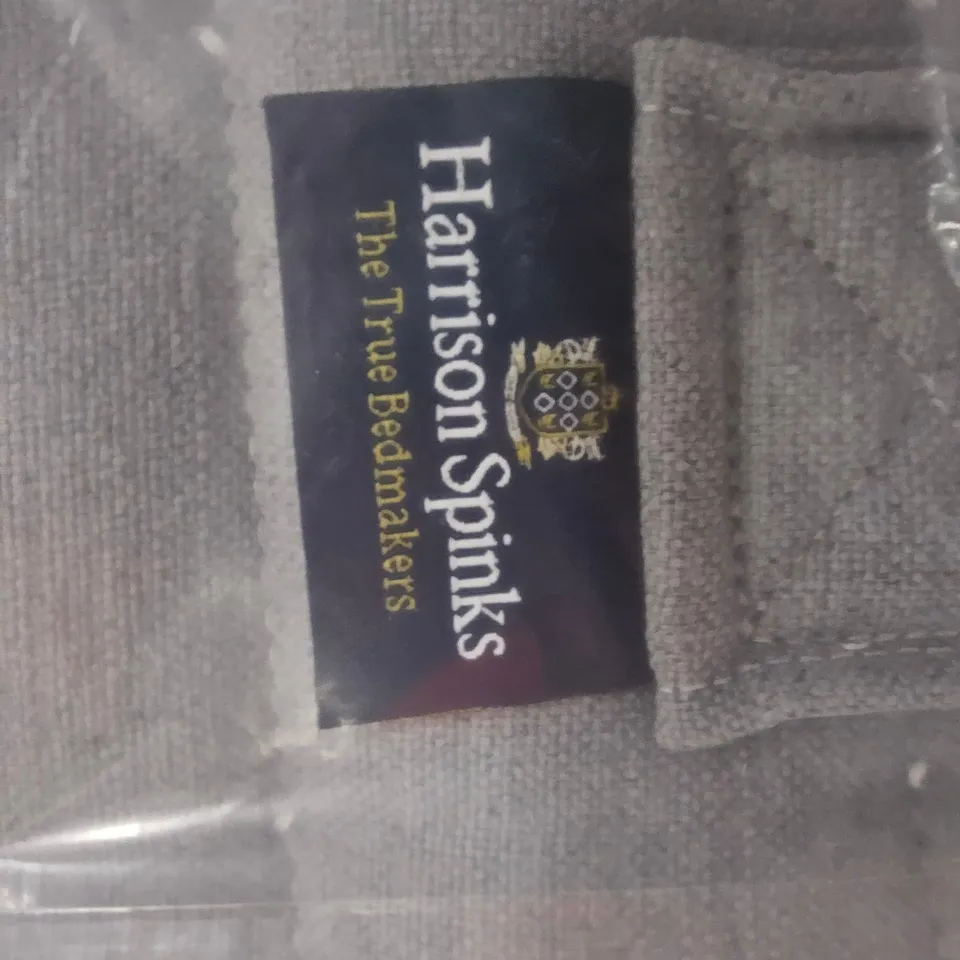 Harrison Spinks
The True Bedmakers